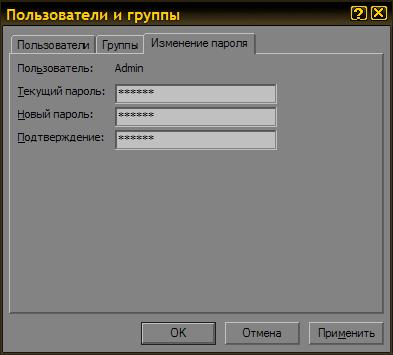 Пользователи и группы
Пользователи Группы Изменение пароля
Пользователь: Admin
Текущий пароль: ******
Новый пароль: ******
Подтверждение: ******
OK Отмена Применить